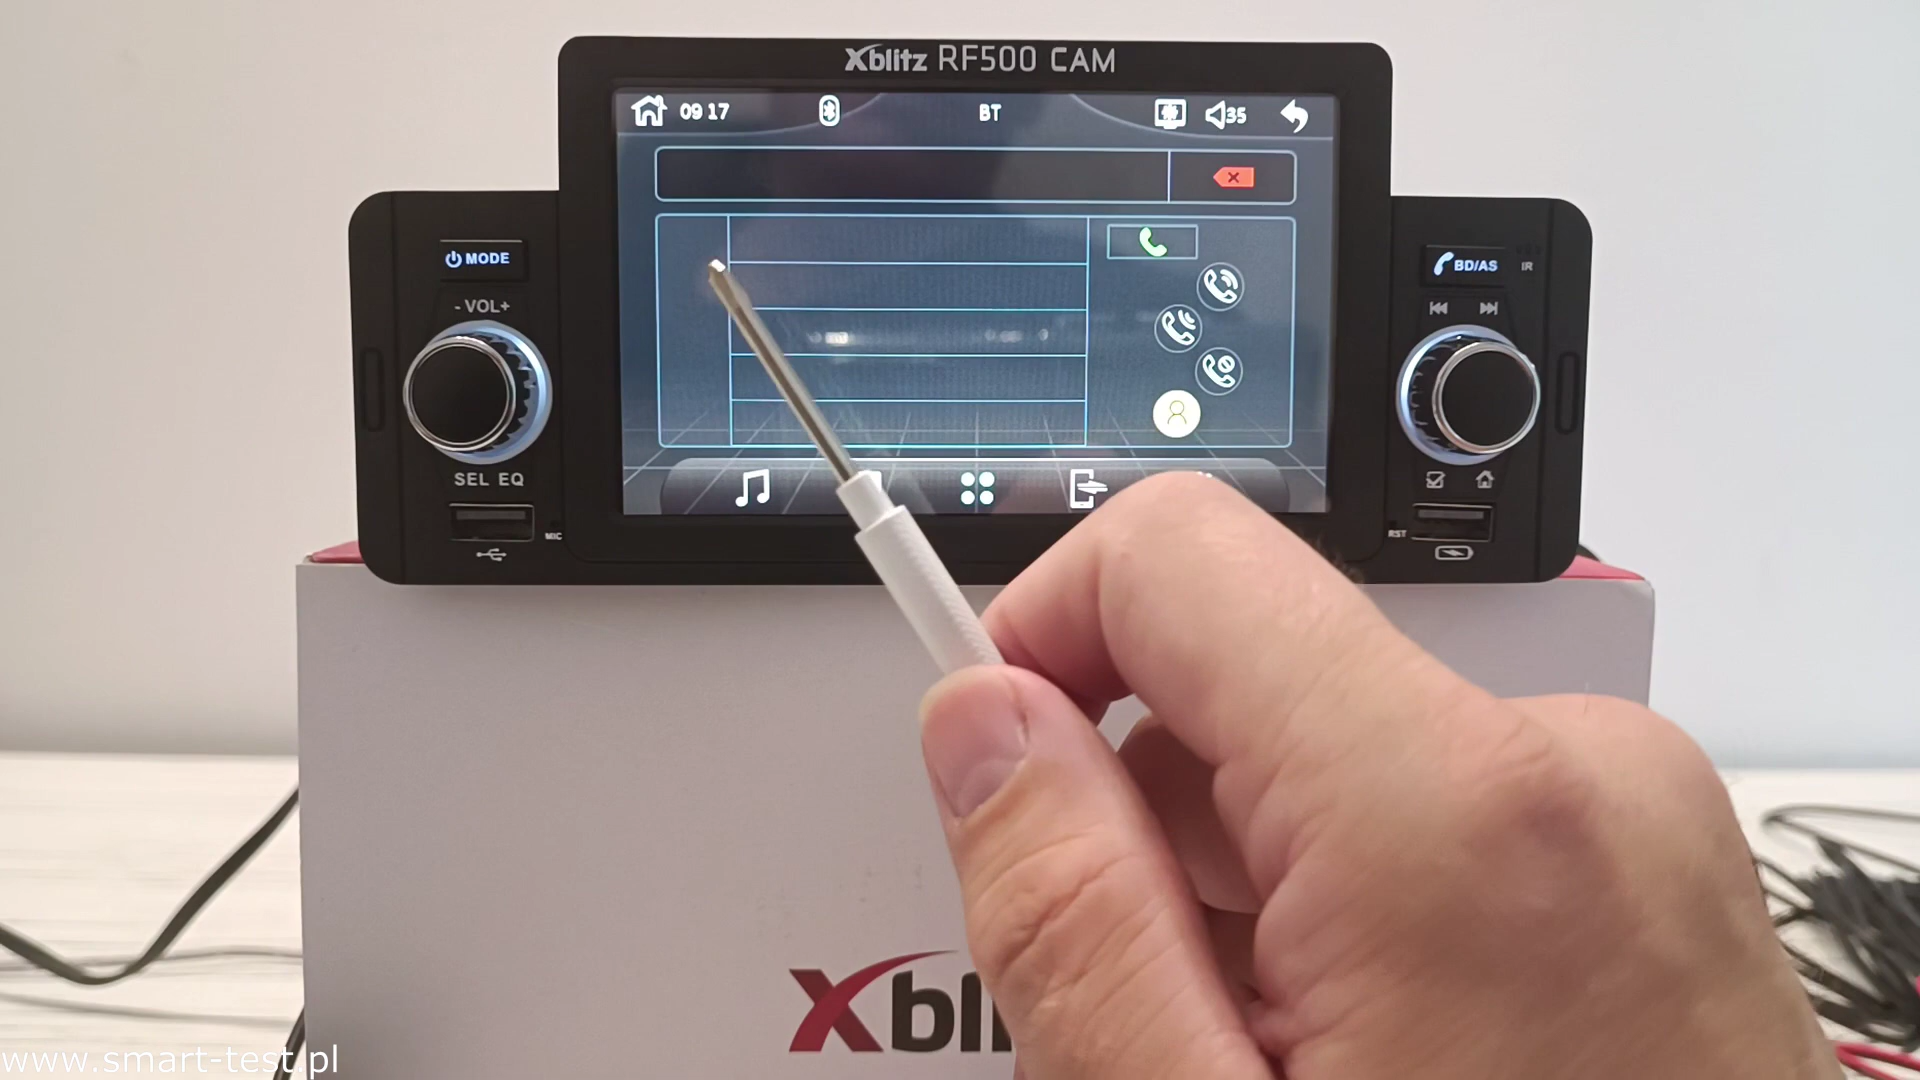 Xblitz RF500 CAM
09 17
BT
35
MODE
- VOL+
SEL EQ
MIC
BD/AS
IR
RST
Xbli
www.smart-test.pl